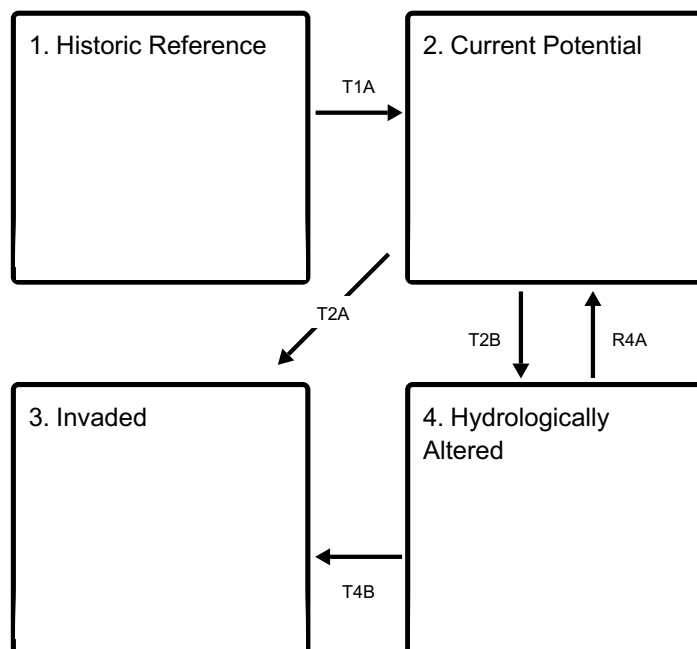 1. Historic Reference
2. Current Potential
T1A
T2A
T2B
R4A
3. Invaded
4. Hydrologically
Altered
T4B